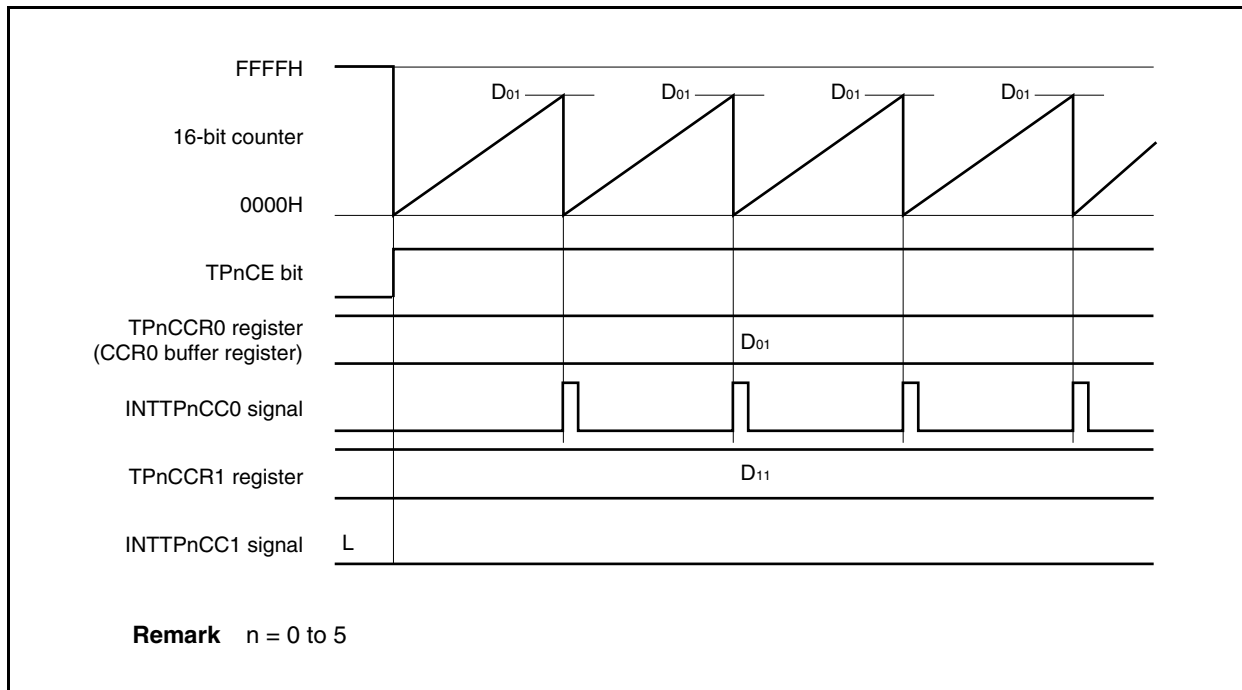 FFFFH
D01 D01 D01 D01
16-bit counter
0000H
TPnCE bit
TPnCCR0 register
(CCR0 buffer register)
D01
INTTPnCC0 signal
TPnCCR1 register
D11
INTTPnCC1 signal
L
Remark n = 0 to 5